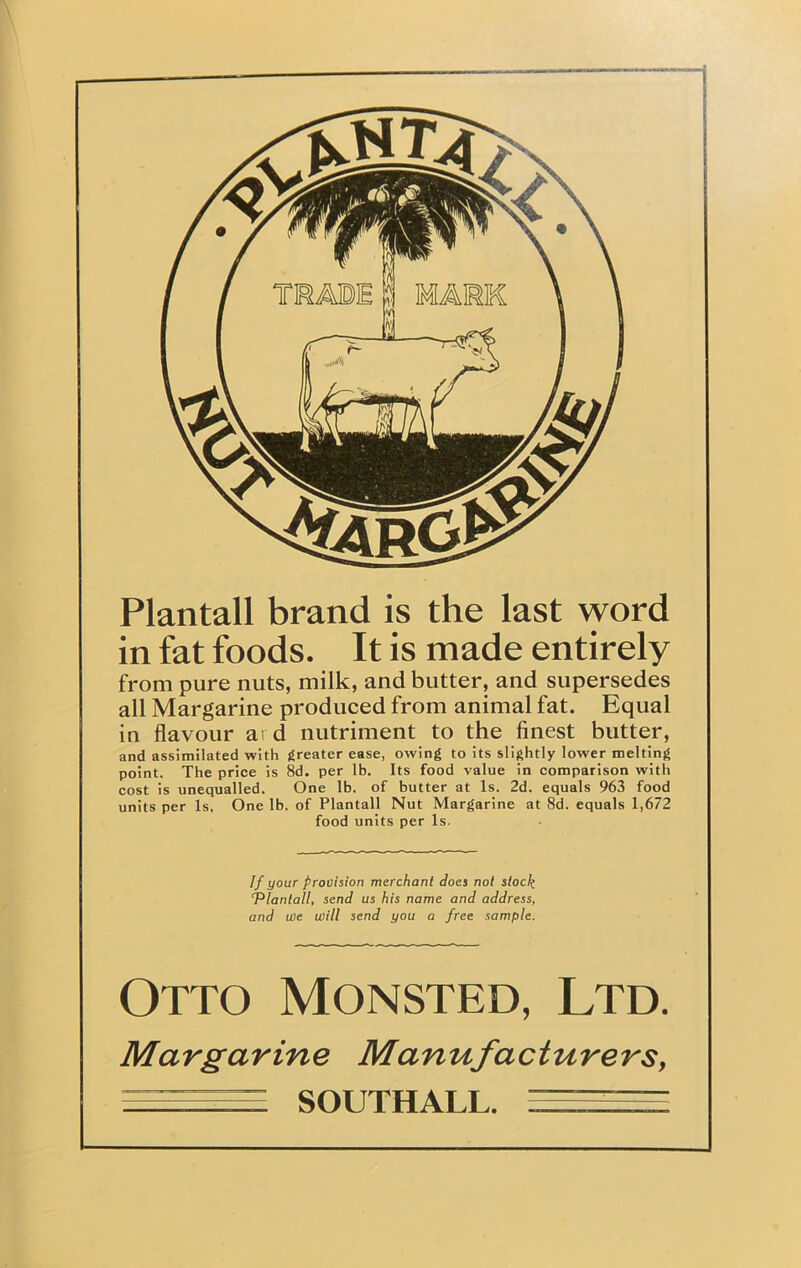 ·PLANTALL·
TRADE MARK
NUT MARGARINE
Plantall brand is the last word
in fat foods. It is made entirely
from pure nuts, milk, and butter, and supersedes
all Margarine produced from animal fat. Equal
in flavour a d nutriment to the finest butter,
and assimilated with greater ease, owing to its slightly lower melting
point. The price is 8d. per lb. Its food value in comparison with
cost is unequalled. One lb. of butter at 1s. 2d. equals 963 food
units per 1s, One lb. of Plantall Nut Margarine at 8d. equals 1,672
food units per 1s.
If your provision merchant does not stock
Plantall, send us his name and address,
and we will send you a free sample.
OTTO MONSTED, LTD.
Margarine Manufacturers,
SOUTHALL.